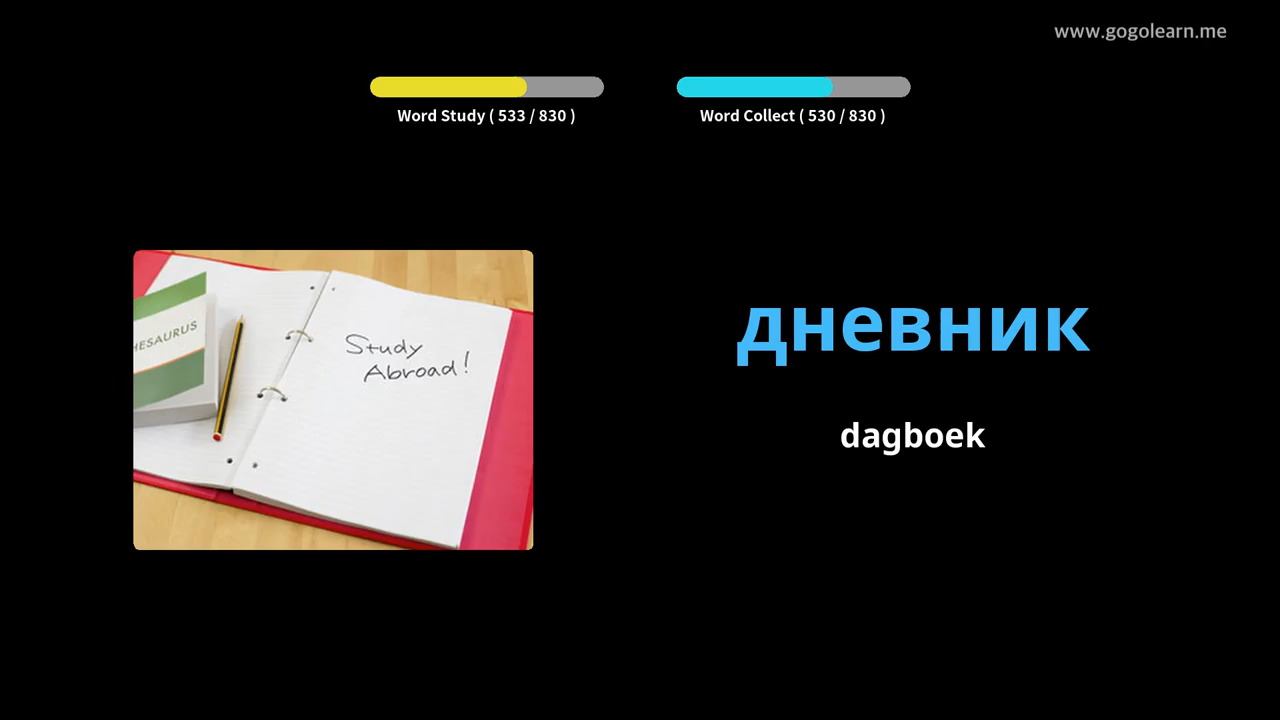 www.gogolearn.me
Word Study ( 533 / 830 )
Word Collect ( 530 / 830 )
HESAURUS
Study
Abroad!
дневник
dagboek